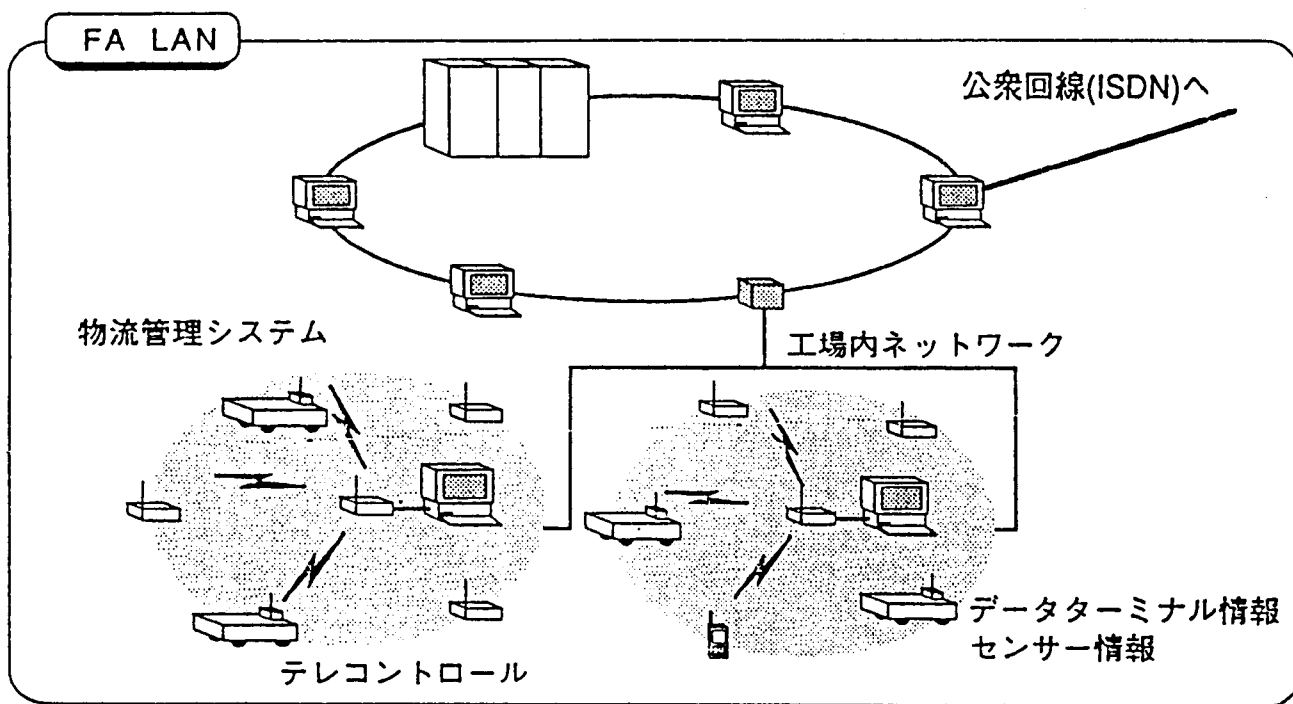 FA LAN
公衆回線(ISDN)へ
物流管理システム
工場内ネットワーク
データターミナル情報
センサー情報
テレコントロール